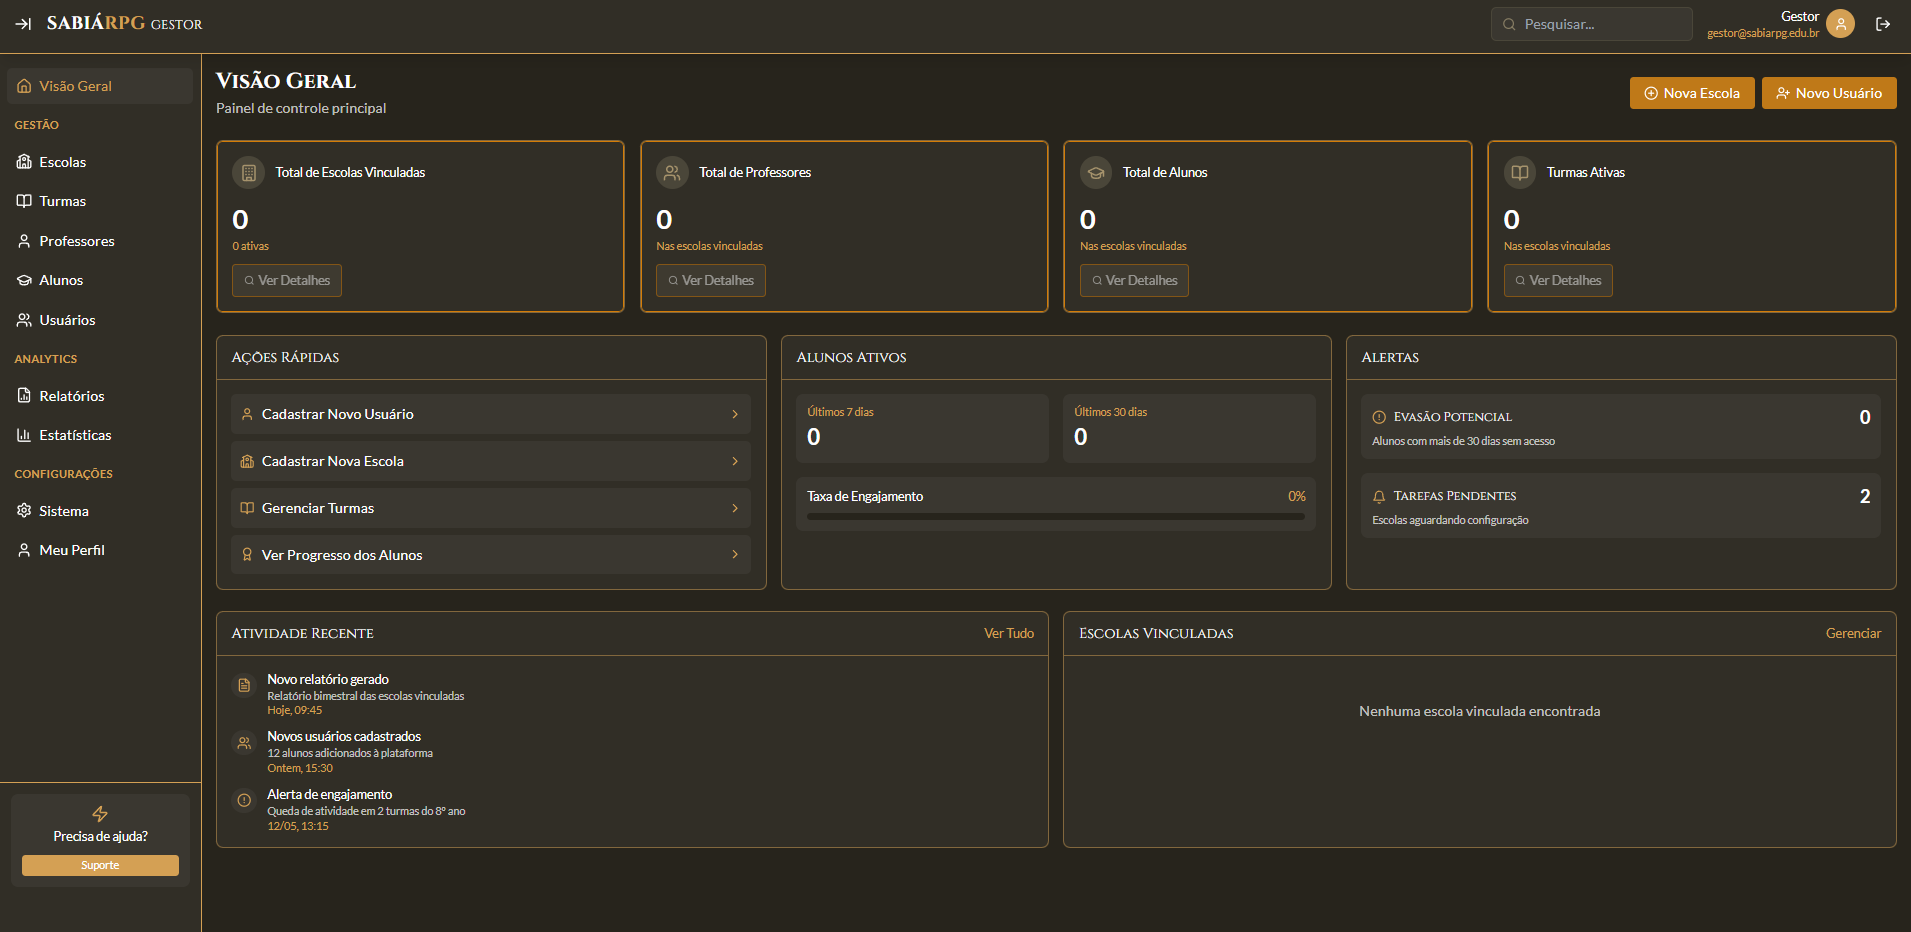 SABIÁRPG GESTOR
Pesquisar...
Gestor
gestor@sabiarpg.edu.br
Visão Geral
GESTÃO
Escolas
Turmas
Professores
Alunos
Usuários
ANALYTICS
Relatórios
Estatísticas
CONFIGURAÇÕES
Sistema
Meu Perfil
Precisa de ajuda?
Suporte
Visão Geral
Painel de controle principal
Nova Escola
Novo Usuário
Total de Escolas Vinculadas
0
0 ativas
Ver Detalhes
Total de Professores
0
Nas escolas vinculadas
Ver Detalhes
Total de Alunos
0
Nas escolas vinculadas
Ver Detalhes
Turmas Ativas
0
Nas escolas vinculadas
Ver Detalhes
Ações Rápidas
Cadastrar Novo Usuário
Cadastrar Nova Escola
Gerenciar Turmas
Ver Progresso dos Alunos
Alunos Ativos
Últimos 7 dias
0
Últimos 30 dias
0
Taxa de Engajamento 0%
Alertas
Evasão Potencial 0
Alunos com mais de 30 dias sem acesso
Tarefas Pendentes 2
Escolas aguardando configuração
Atividade Recente Ver Tudo
Novo relatório gerado
Relatório bimestral das escolas vinculadas
Hoje, 09:45
Novos usuários cadastrados
12 alunos adicionados à plataforma
Ontem, 15:30
Alerta de engajamento
Queda de atividade em 2 turmas do 8º ano
12/05, 13:15
Escolas Vinculadas Gerenciar
Nenhuma escola vinculada encontrada